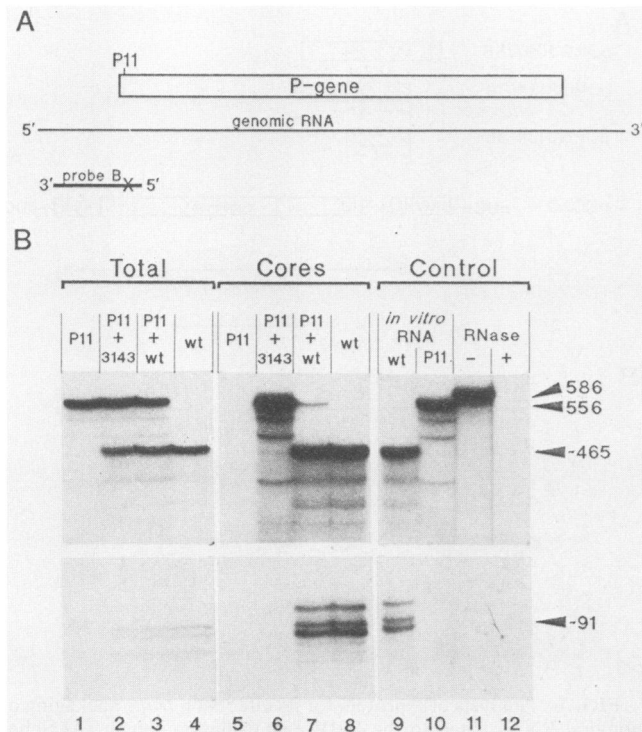 A
P11
P-gene
genomic RNA
5′ 3′
3′ probe B X 5′
B
Total Cores Control
P11 P11 + 3143 P11 + wt wt P11 P11 + 3143 P11 + wt wt in vitro RNA wt P11 RNase - +
586
556
~465
~91
1 2 3 4 5 6 7 8 9 10 11 12